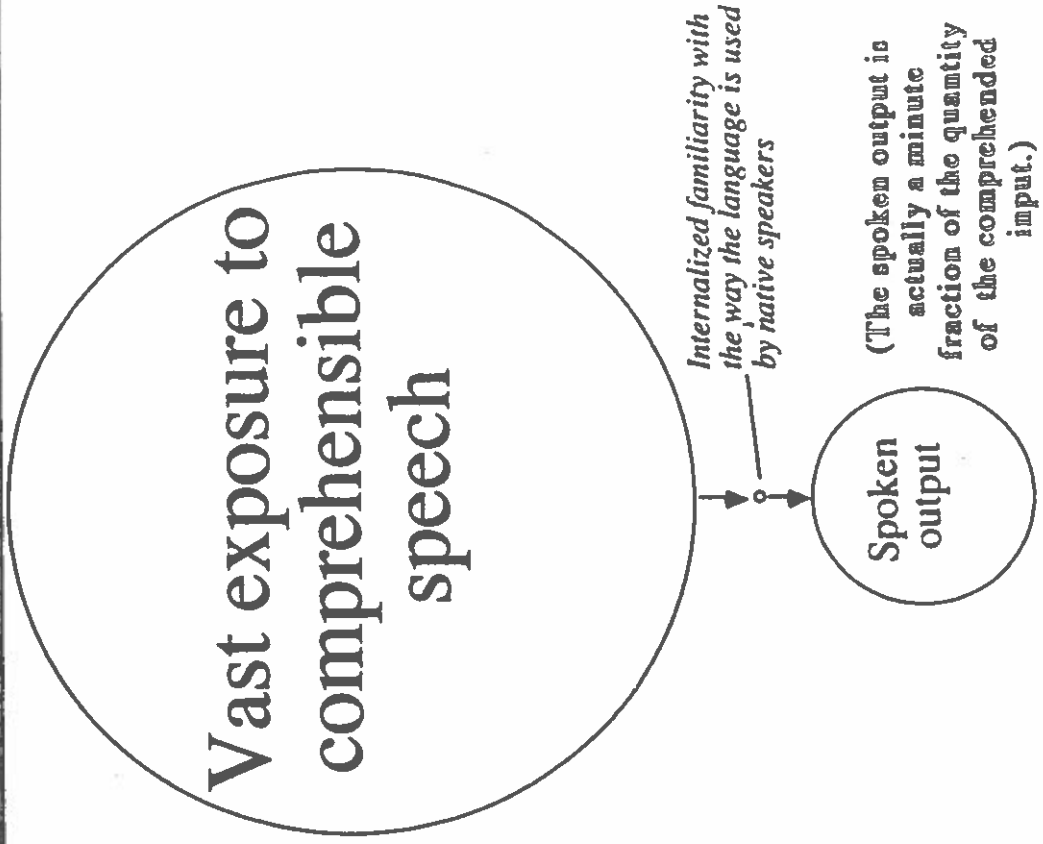 Vast exposure to
comprehensible
speech
Internalized familiarity with
the way the language is used
by native speakers
Spoken
output
(The spoken output is
actually a minute
fraction of the quantity
of the comprehended
input.)